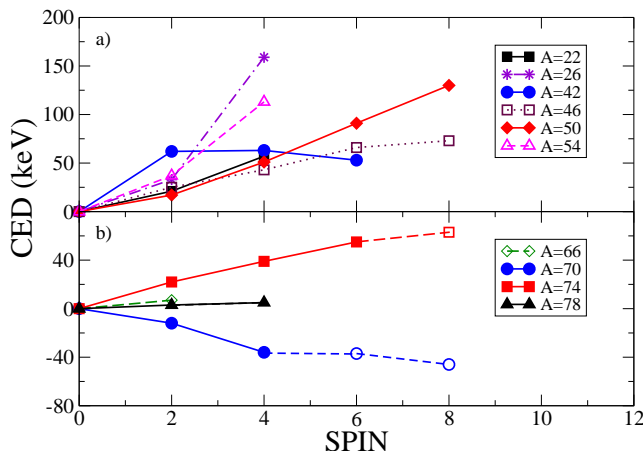 200
a)
150
100
50
0
A=22
A=26
A=42
A=46
A=50
A=54
CED (keV)
b)
40
0
-40
-80
A=66
A=70
A=74
A=78
0 2 4 6 8 10 12
SPIN